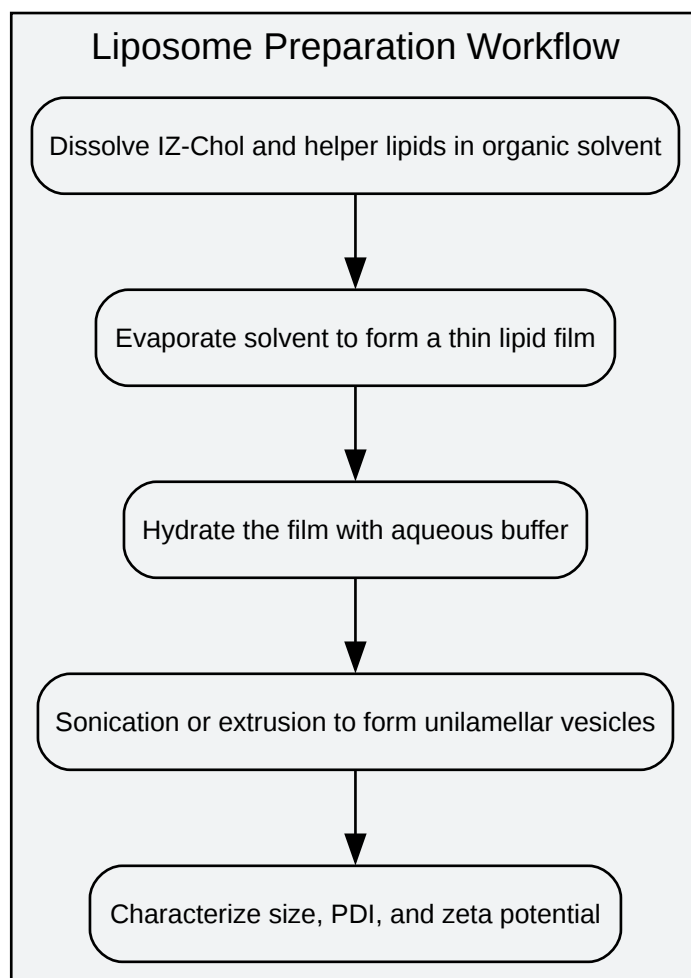 Liposome Preparation Workflow
Dissolve IZ-Chol and helper lipids in organic solvent
Evaporate solvent to form a thin lipid film
Hydrate the film with aqueous buffer
Sonication or extrusion to form unilamellar vesicles
Characterize size, PDI, and zeta potential